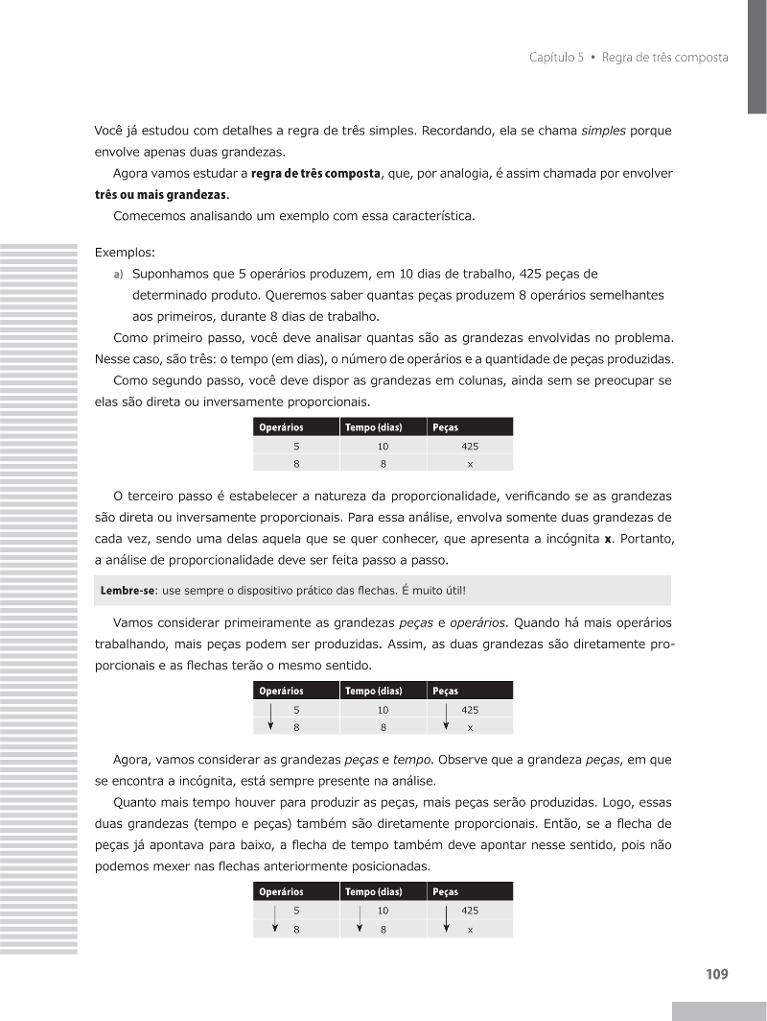 Capítulo 5 • Regra de três composta
Você já estudou com detalhes a regra de três simples. Recordando, ela se chama simples porque
envolve apenas duas grandezas.
Agora vamos estudar a regra de três composta, que, por analogia, é assim chamada por envolver
três ou mais grandezas.
Comecemos analisando um exemplo com essa característica.
Exemplos:
a) Suponhamos que 5 operários produzem, em 10 dias de trabalho, 425 peças de
determinado produto. Queremos saber quantas peças produzem 8 operários semelhantes
aos primeiros, durante 8 dias de trabalho.
Como primeiro passo, você deve analisar quantas são as grandezas envolvidas no problema.
Nesse caso, são três: o tempo (em dias), o número de operários e a quantidade de peças produzidas.
Como segundo passo, você deve dispor as grandezas em colunas, ainda sem se preocupar se
elas são direta ou inversamente proporcionais.
Operários Tempo (dias) Peças
5 10 425
8 8 x
O terceiro passo é estabelecer a natureza da proporcionalidade, verificando se as grandezas
são direta ou inversamente proporcionais. Para essa análise, envolva somente duas grandezas de
cada vez, sendo uma delas aquela que se quer conhecer, que apresenta a incógnita x. Portanto,
a análise de proporcionalidade deve ser feita passo a passo.
Lembre-se: use sempre o dispositivo prático das flechas. É muito útil!
Vamos considerar primeiramente as grandezas peças e operários. Quando há mais operários
trabalhando, mais peças podem ser produzidas. Assim, as duas grandezas são diretamente pro-
porcionais e as flechas terão o mesmo sentido.
Operários Tempo (dias) Peças
5 10 425
8 8 x
Agora, vamos considerar as grandezas peças e tempo. Observe que a grandeza peças, em que
se encontra a incógnita, está sempre presente na análise.
Quanto mais tempo houver para produzir as peças, mais peças serão produzidas. Logo, essas
duas grandezas (tempo e peças) também são diretamente proporcionais. Então, se a flecha de
peças já apontava para baixo, a flecha de tempo também deve apontar nesse sentido, pois não
podemos mexer nas flechas anteriormente posicionadas.
Operários Tempo (dias) Peças
5 10 425
8 8 x
109